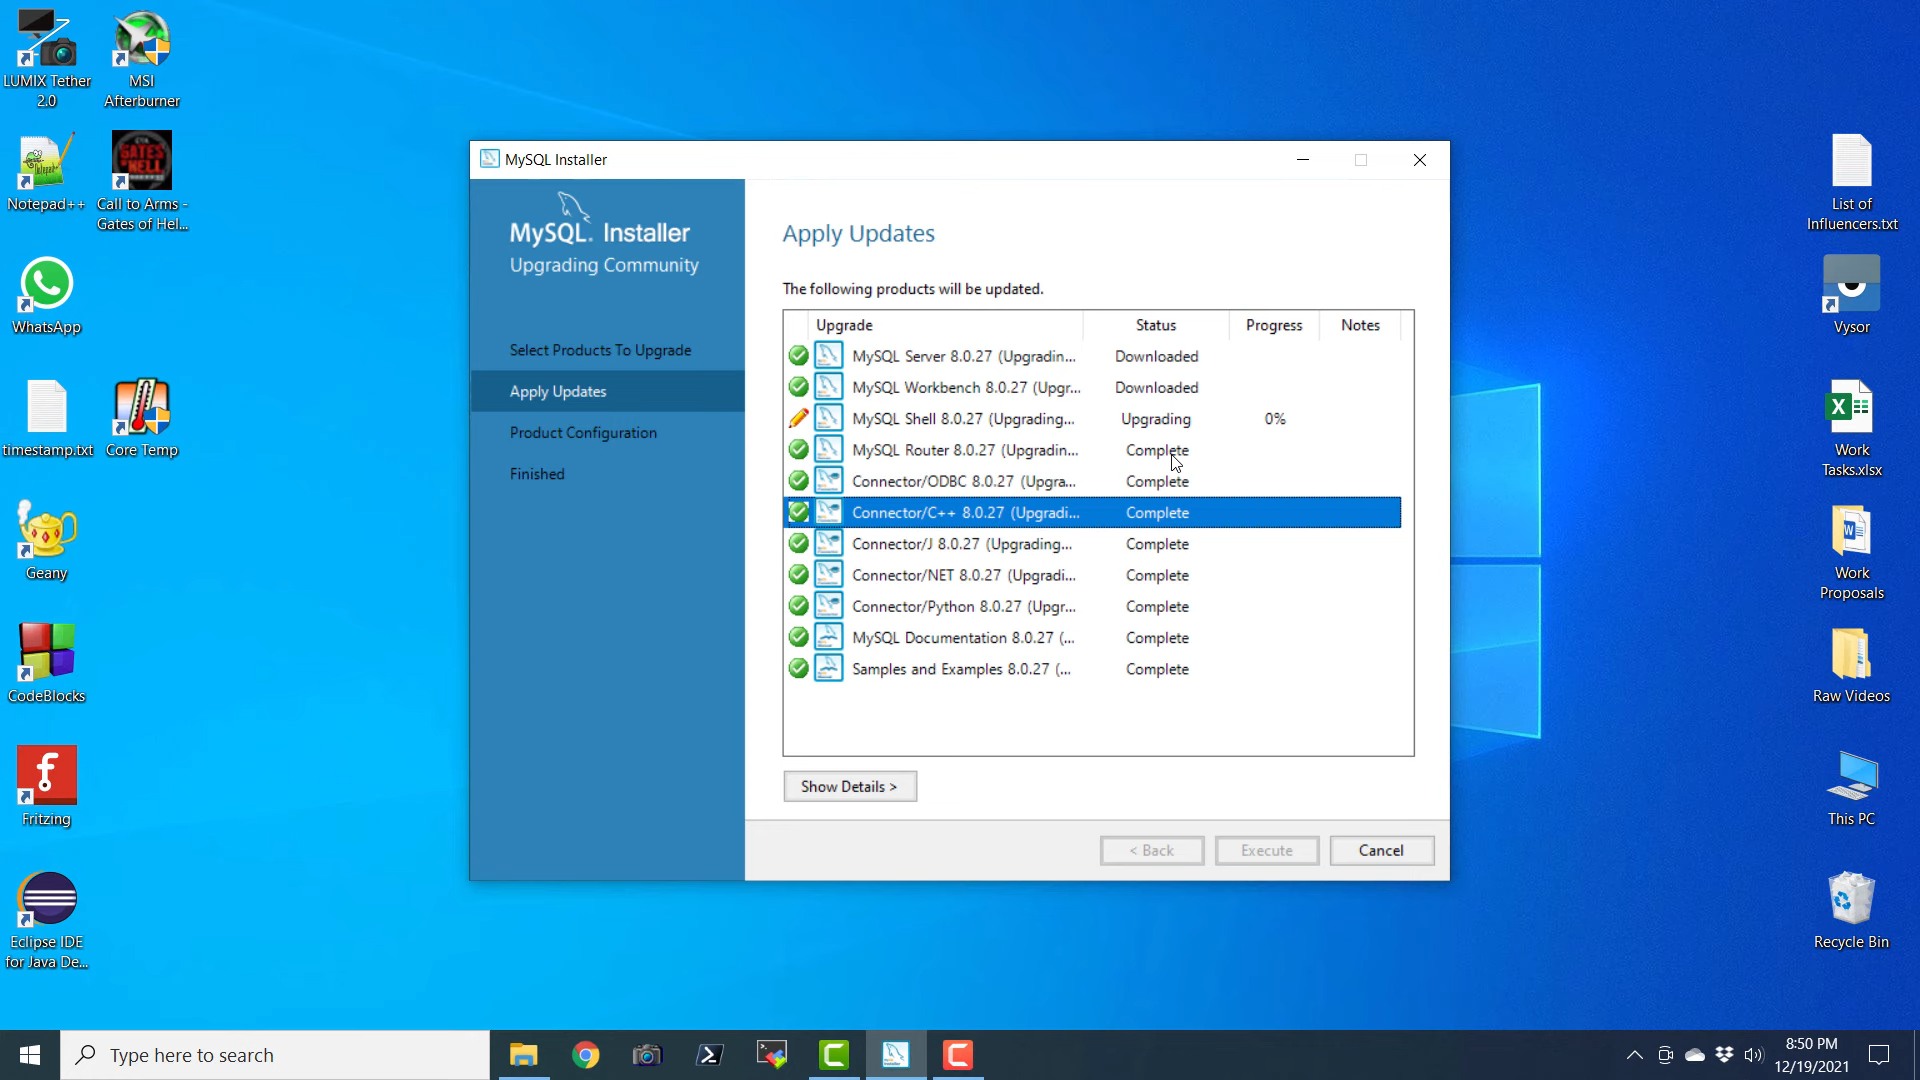 LUMIX Tether
2.0
MSI
Afterburner
Notepad++
GATES
HELL
Call to Arms -
Gates of Hel...
WhatsApp
timestamp.txt
Core Temp
Geany
CodeBlocks
Fritzing
Eclipse IDE
for Java De...
MySQL Installer
MySQL. Installer
Upgrading Community
Select Products To Upgrade
Apply Updates
Product Configuration
Finished
Apply Updates
The following products will be updated.
Upgrade Status Progress Notes
MySQL Server 8.0.27 (Upgradin... Downloaded
MySQL Workbench 8.0.27 (Upgr... Downloaded
MySQL Shell 8.0.27 (Upgrading... Upgrading 0%
MySQL Router 8.0.27 (Upgradin... Complete
Connector/ODBC 8.0.27 (Upgra... Complete
Connector/C++ 8.0.27 (Upgradi... Complete
Connector/J 8.0.27 (Upgrading... Complete
Connector/NET 8.0.27 (Upgradi... Complete
Connector/Python 8.0.27 (Upgr... Complete
MySQL Documentation 8.0.27 (... Complete
Samples and Examples 8.0.27 (... Complete
Show Details >
< Back Execute Cancel
List of
Influencers.txt
Vysor
Work
Tasks.xlsx
Work
Proposals
Raw Videos
This PC
Recycle Bin
Type here to search
8:50 PM
12/19/2021